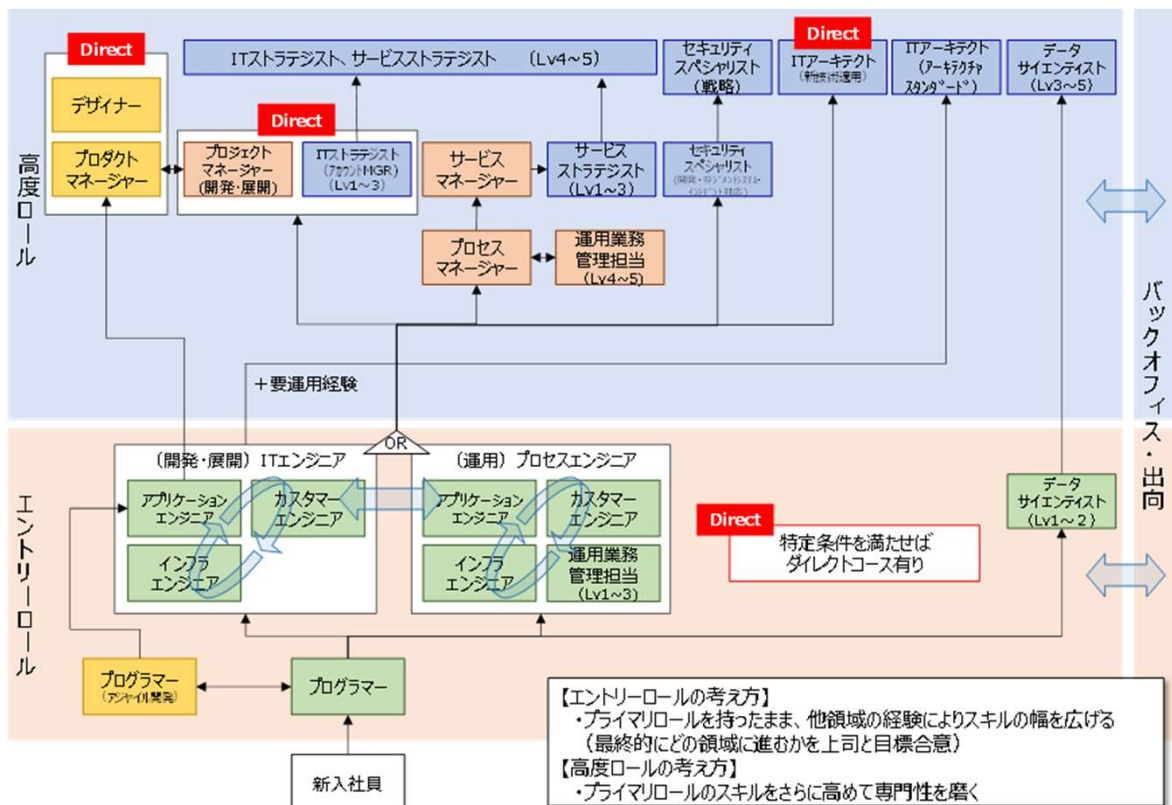 Direct
ITストラテジスト、サービスストラテジスト (Lv4~5)
セキュリティ
スペシャリスト
(戦略)
Direct
ITアーキテクト
(新技術適用)
ITアーキテクト
(アーキテクチャ
スタンダード)
データ
サイエンティスト
(Lv3~5)
デザイナー
プロダクト
マネージャー
Direct
プロジェクト
マネージャー
(開発・展開)
ITストラテジスト
(アカウントMGR)
(Lv1~3)
サービス
マネージャー
サービス
ストラテジスト
(Lv1~3)
セキュリティ
スペシャリスト
プロセス
マネージャー
運用業務
管理担当
(Lv4~5)
高度ロール
+要運用経験
バックオフィス・出向
エントリーロール
OR
(開発・展開) ITエンジニア
アプリケーション
エンジニア
カスタマー
エンジニア
インフラ
エンジニア
(運用) プロセスエンジニア
アプリケーション
エンジニア
カスタマー
エンジニア
インフラ
エンジニア
運用業務
管理担当
(Lv1~3)
Direct
特定条件を満たせば
ダイレクトコース有り
データ
サイエンティスト
(Lv1~2)
プログラマー
(アジャイル開発)
プログラマー
新入社員
【エントリーロールの考え方】
・プライマリロールを持ったまま、他領域の経験によりスキルの幅を広げる
(最終的にどの領域に進むかを上司と目標合意)
【高度ロールの考え方】
・プライマリロールのスキルをさらに高めて専門性を磨く